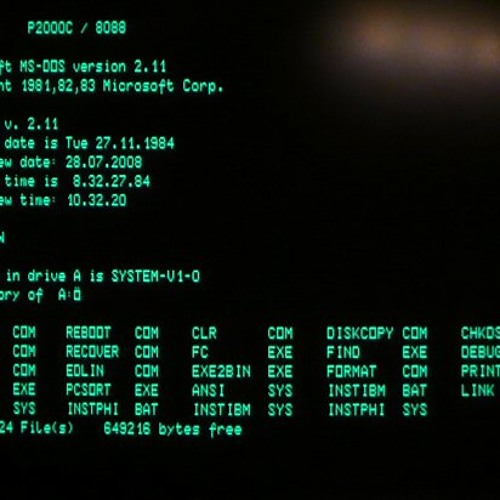 P2000C / 8088
ft MS-DOS version 2.11
ht 1981,82,83 Microsoft Corp.
v. 2.11
date is Tue 27.11.1984
ew date: 28.07.2008
time is 8.32.27.84
ew time: 10.32.20
W
in drive A is SYSTEM-V1-0
ory of A:Ö
COM REBOOT COM CLR COM DISKCOPY COM CHKDS
COM RECOVER COM FC EXE FIND EXE DEBUG
COM EDLIN COM EXE2BIN EXE FORMAT COM PRINT
EXE PCSORT EXE ANSI SYS INSTIBM BAT LINK
SYS INSTPHI BAT INSTIBM SYS INSTPHI SYS
24 File(s) 649216 bytes free